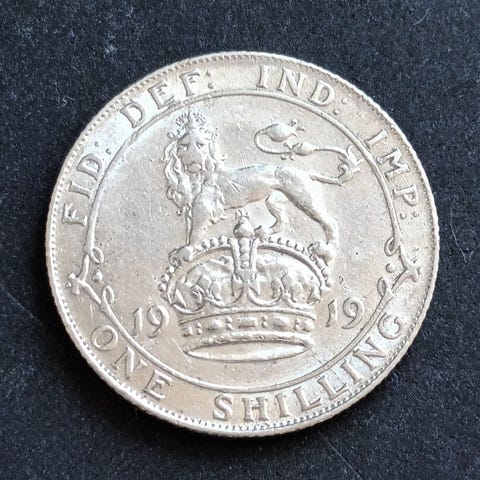 FID: DEF: IND: IMP:
19 19
ONE SHILLING